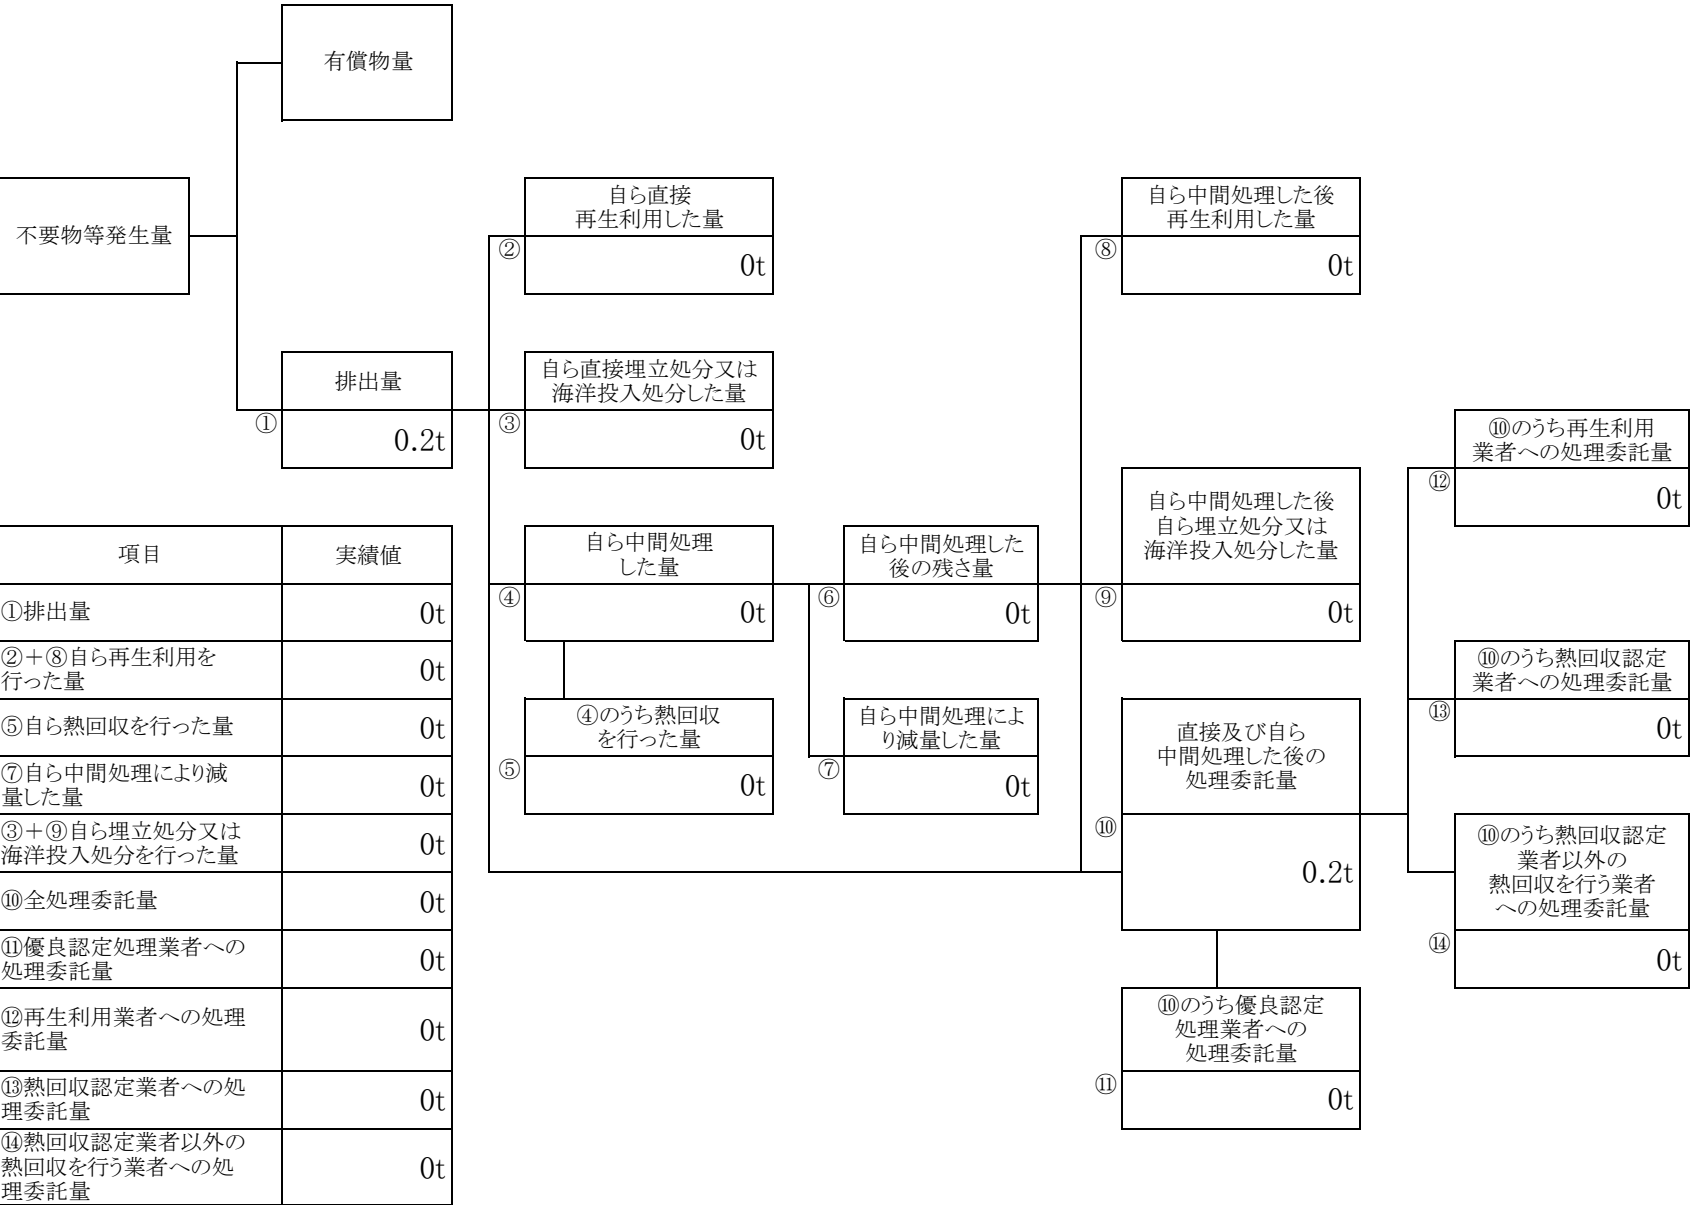 有償物量
不要物等発生量
自ら直接
再生利用した量
②
0t
自ら中間処理した後
再生利用した量
⑧
0t
排出量
①
0.2t
自ら直接埋立処分又は
海洋投入処分した量
③
0t
⑩のうち再生利用
業者への処理委託量
⑫
0t
自ら中間処理
した量
④
0t
自ら中間処理した
後の残さ量
⑥
0t
自ら中間処理した後
自ら埋立処分又は
海洋投入処分した量
⑨
0t
⑩のうち熱回収認定
業者への処理委託量
⑬
0t
④のうち熱回収
を行った量
⑤
0t
自ら中間処理によ
り減量した量
⑦
0t
直接及び自ら
中間処理した後の
処理委託量
⑩
0.2t
⑩のうち熱回収認定
業者以外の
熱回収を行う業者
への処理委託量
⑭
0t
⑩のうち優良認定
処理業者への
処理委託量
⑪
0t
項目 実績値
①排出量 0t
②+⑧自ら再生利用を
行った量 0t
⑤自ら熱回収を行った量 0t
⑦自ら中間処理により減
量した量 0t
③+⑨自ら埋立処分又は
海洋投入処分を行った量 0t
⑩全処理委託量 0t
⑪優良認定処理業者への
処理委託量 0t
⑫再生利用業者への処理
委託量 0t
⑬熱回収認定業者への処
理委託量 0t
⑭熱回収認定業者以外の
熱回収を行う業者への処
理委託量 0t